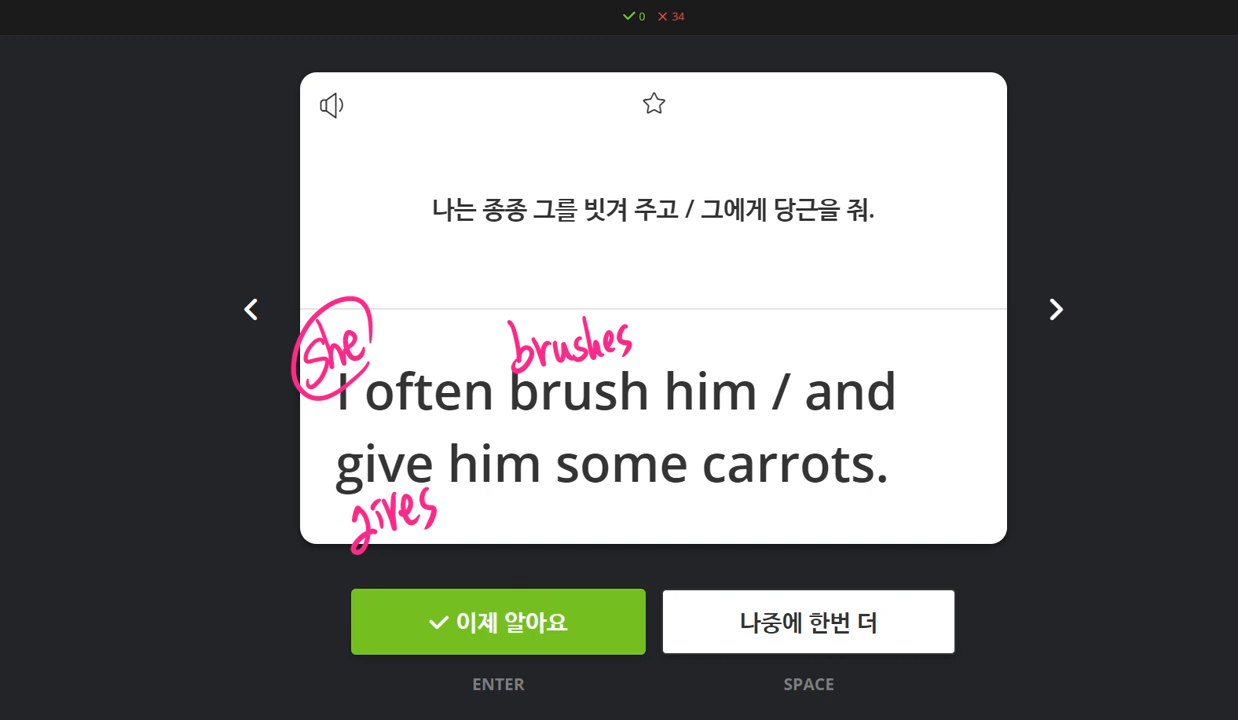 0 34
나는 종종 그를 빗겨 주고 / 그에게 당근을 줘.
she brushes
I often brush him / and
give him some carrots.
gives
이제 알아요 나중에 한번 더
ENTER SPACE